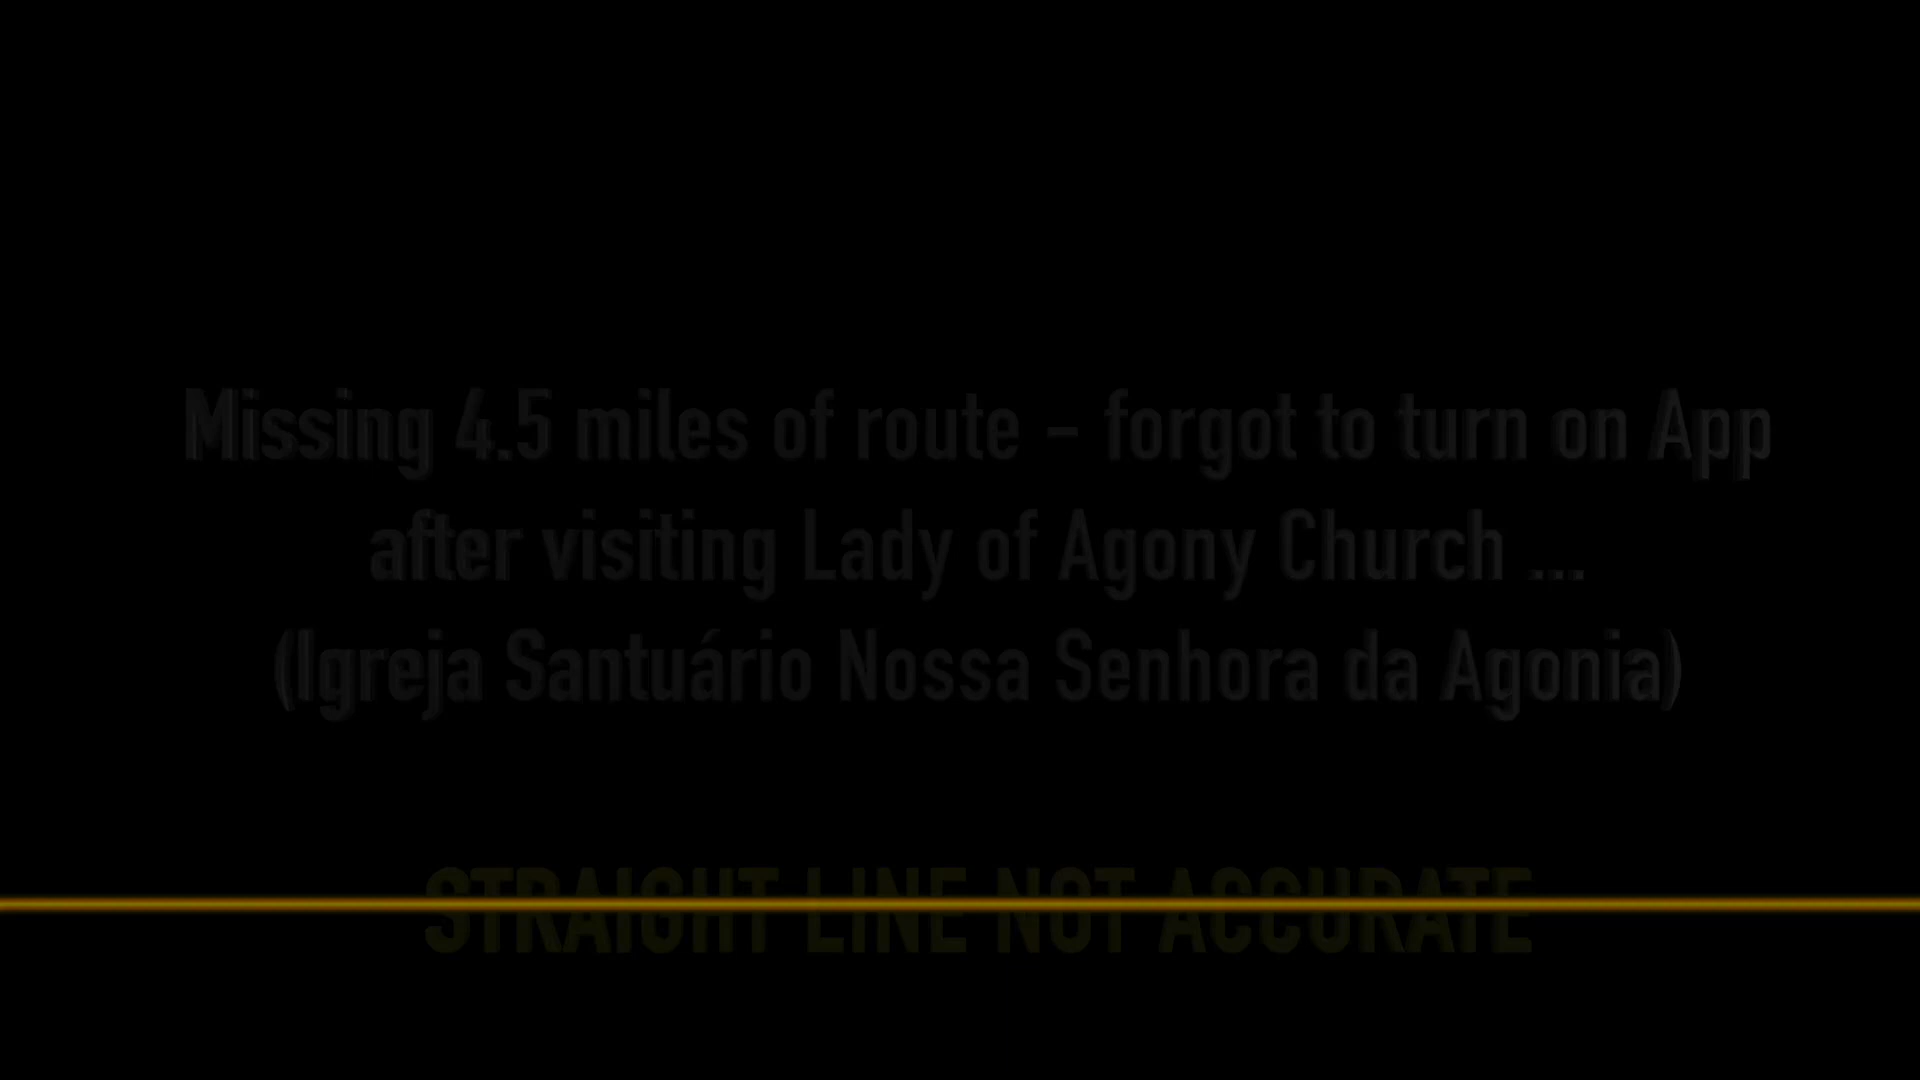 Missing 4.5 miles of route - forgot to turn on App
after visiting Lady of Agony Church ...
(Igreja Santuário Nossa Senhora da Agonia)
STRAIGHT LINE NOT ACCURATE